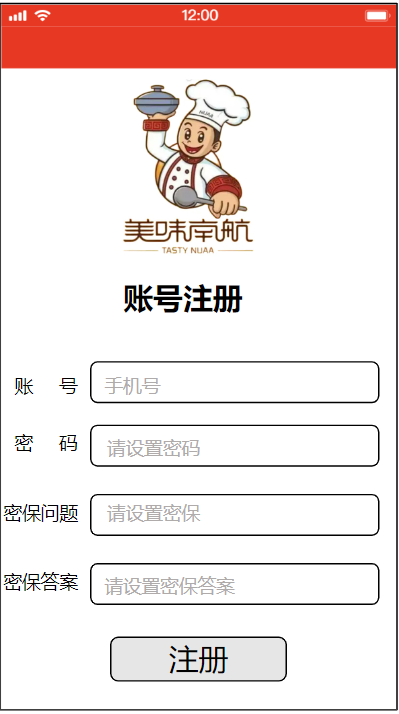 12:00
NUAA
美味南航
TASTY NUAA
账号注册
账 号 手机号
密 码 请设置密码
密保问题 请设置密保
密保答案 请设置密保答案
注册